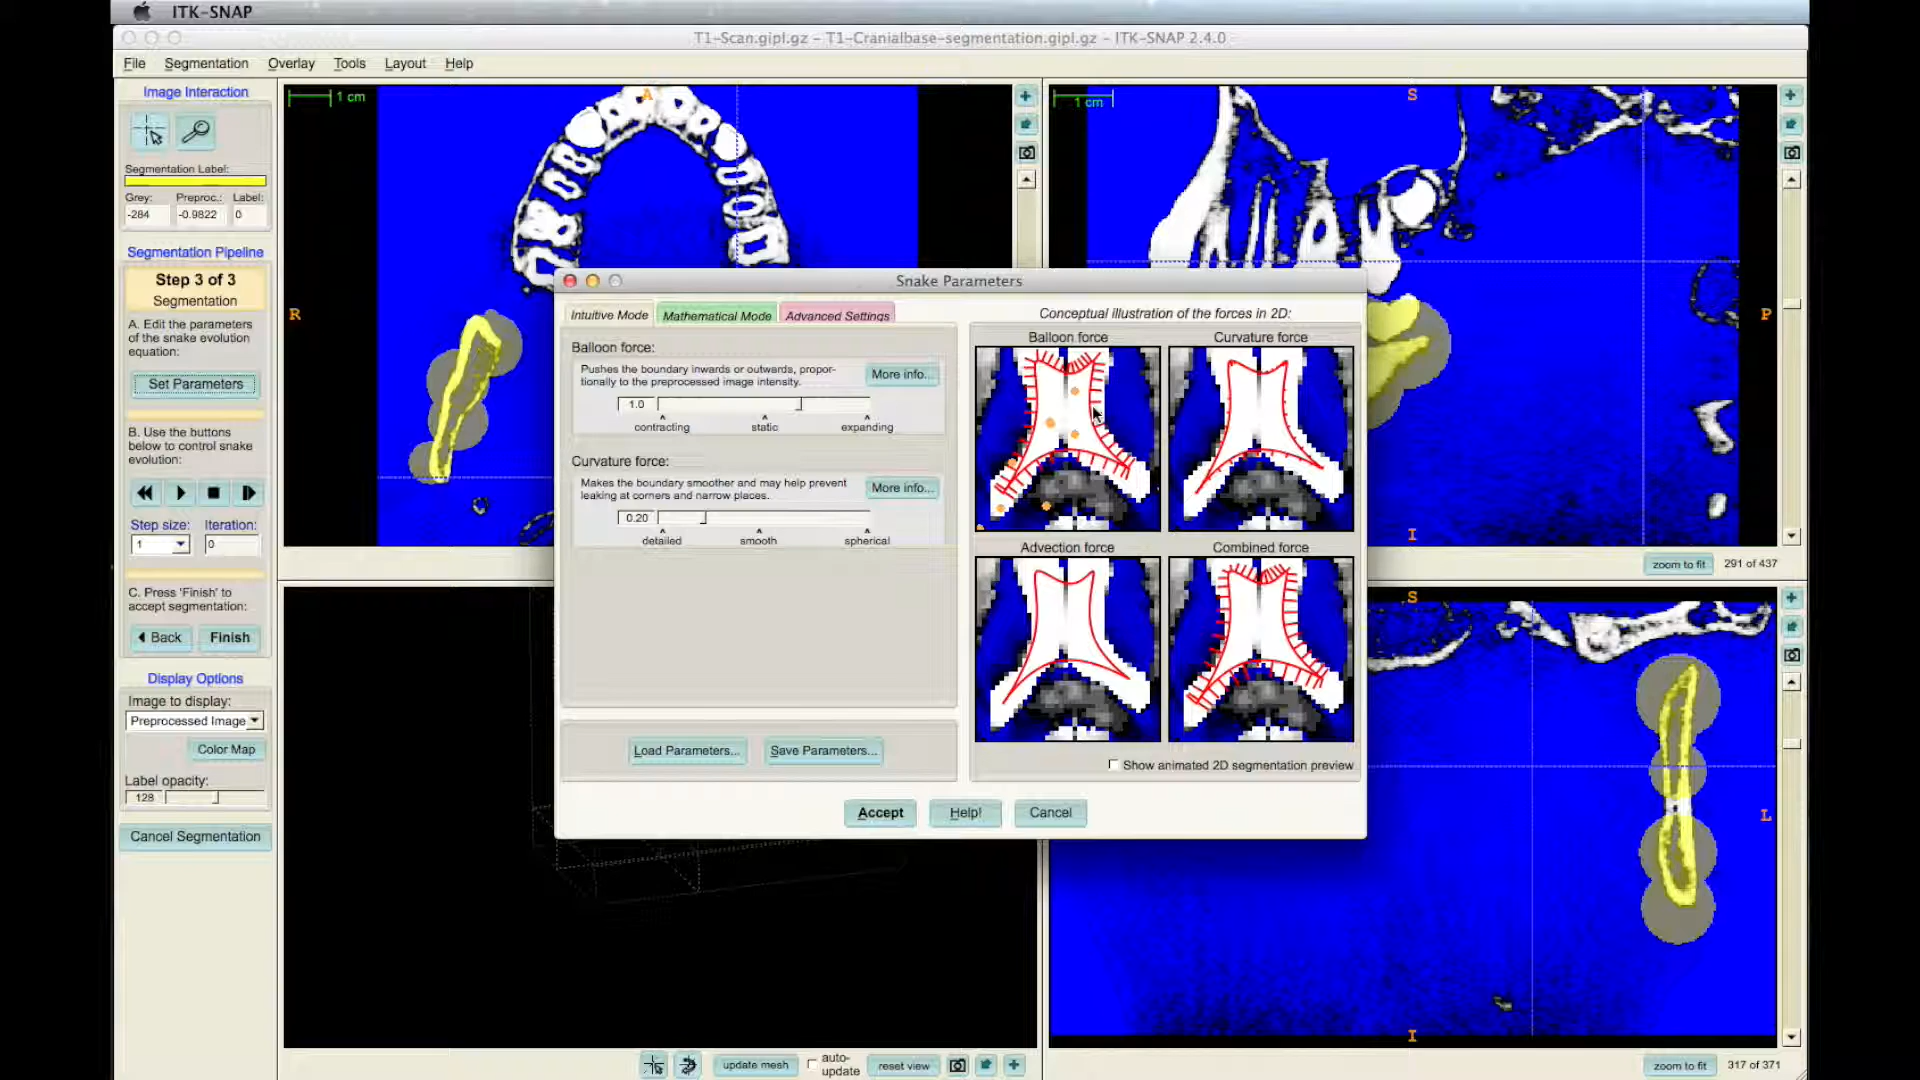 ITK-SNAP
T1-Scan.gipl.gz - T1-Cranialbase-segmentation.gipl.gz - ITK-SNAP 2.4.0
File Segmentation Overlay Tools Layout Help
Image Interaction
Segmentation Label:
Grey: Preproc.: Label:
-284 -0.9822 0
Segmentation Pipeline
Step 3 of 3
Segmentation
A. Edit the parameters
of the snake evolution
equation:
Set Parameters
B. Use the buttons
below to control snake
evolution:
Step size: Iteration:
1 0
C. Press 'Finish' to
accept segmentation:
Back Finish
Display Options
Image to display:
Preprocessed Image
Color Map
Label opacity:
128
Cancel Segmentation
1 cm
A
R
1 cm
S
P
I
zoom to fit 291 of 437
Snake Parameters
Intuitive Mode Mathematical Mode Advanced Settings
Balloon force:
Pushes the boundary inwards or outwards, propor-
tionally to the preprocessed image intensity.
More info...
1.0
contracting static expanding
Curvature force:
Makes the boundary smoother and may help prevent
leaking at corners and narrow places.
More info...
0.20
detailed smooth spherical
Load Parameters... Save Parameters...
Conceptual illustration of the forces in 2D:
Balloon force Curvature force
Advection force Combined force
Show animated 2D segmentation preview
Accept Help! Cancel
S
L
I
update mesh auto-
update reset view
zoom to fit 317 of 371